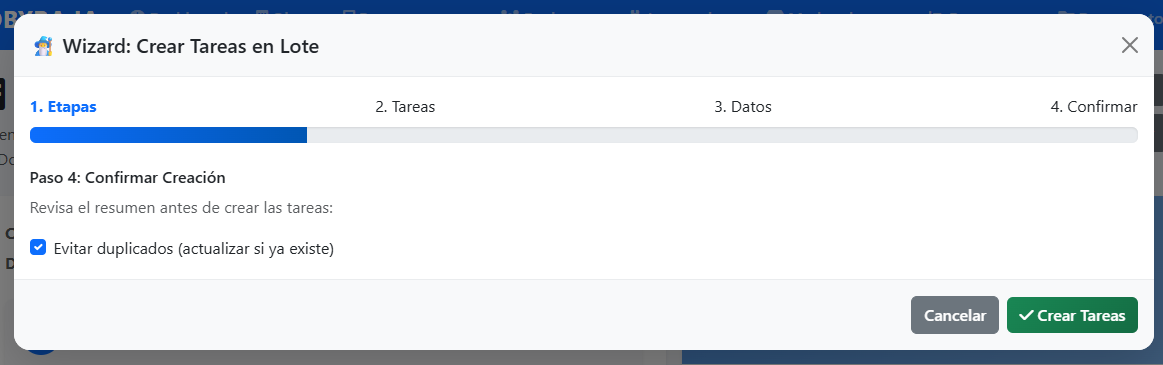 Wizard: Crear Tareas en Lote
1. Etapas 2. Tareas 3. Datos 4. Confirmar
Paso 4: Confirmar Creación
Revisa el resumen antes de crear las tareas:
Evitar duplicados (actualizar si ya existe)
Cancelar Crear Tareas